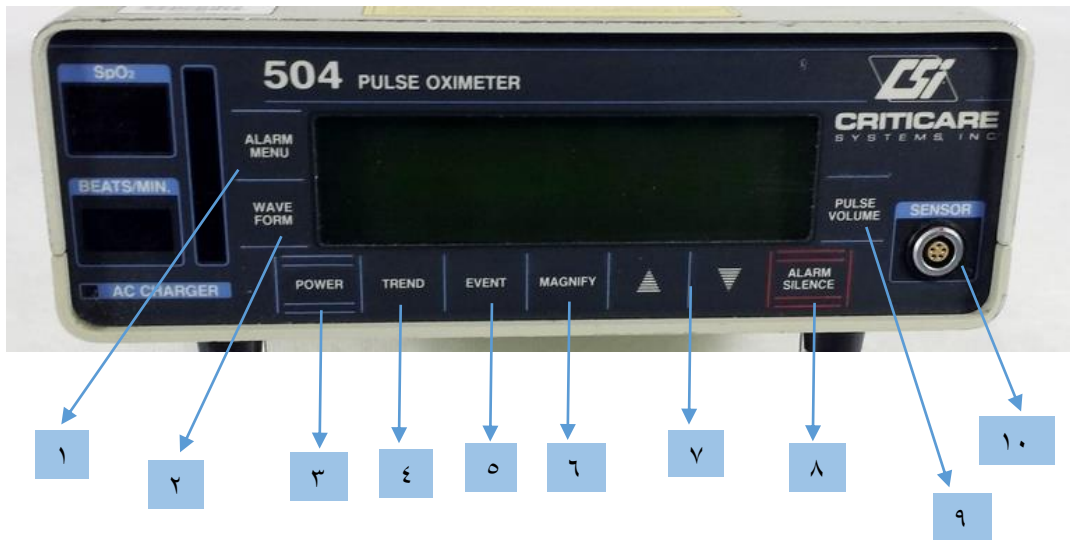 SpO₂
504 PULSE OXIMETER
CSi
CRITICARE
SYSTEMS, INC
ALARM
MENU
BEATS/MIN.
WAVE
FORM
PULSE
VOLUME
SENSOR
AC CHARGER
POWER
TREND
EVENT
MAGNIFY
ALARM
SILENCE
١
٢
٣
٤
٥
٦
٧
٨
٩
١٠